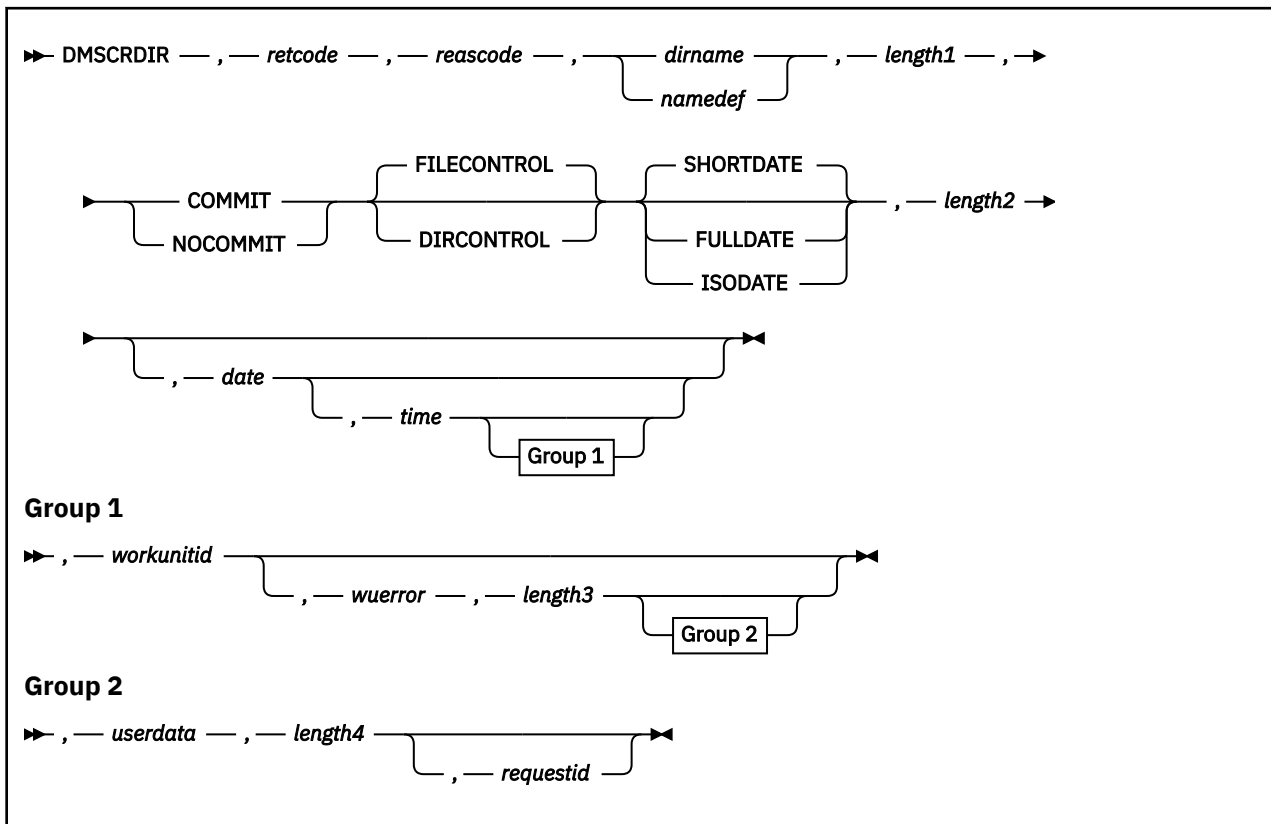 DMSCRDIR , retcode , reascode , dirname , length1 ,
namedef
FILECONTROL SHORTDATE
COMMIT , length2
NOCOMMIT DIRCONTROL FULLDATE
ISODATE
, date
, time
Group 1
Group 1
, workunitid
, wuerror , length3
Group 2
Group 2
, userdata , length4
, requestid